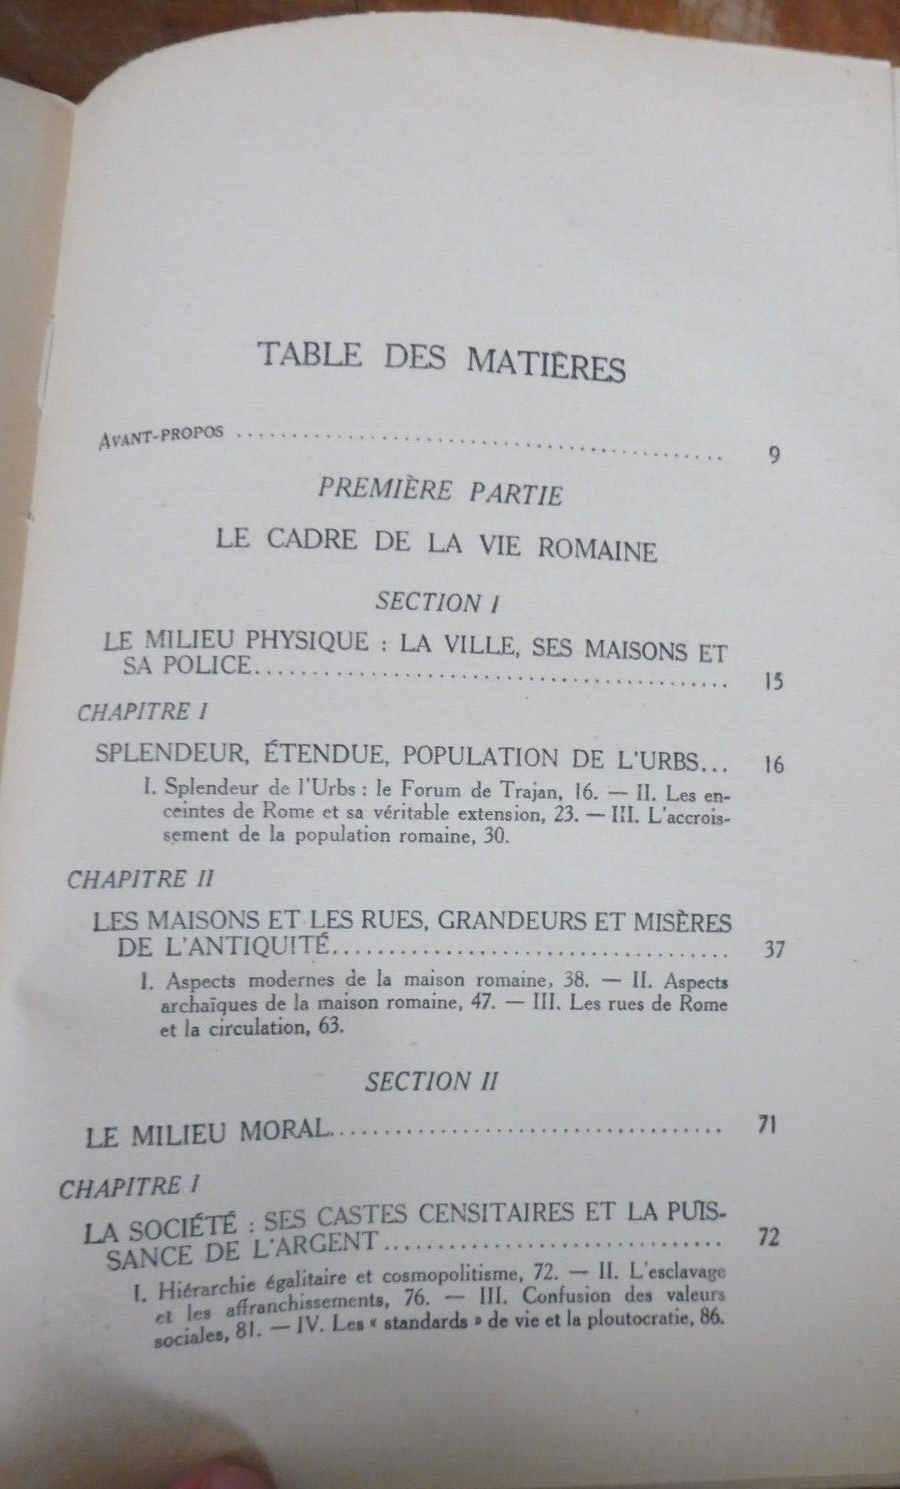 TABLE DES MATIÈRES
AVANT-PROPOS ........................................ 9
PREMIÈRE PARTIE
LE CADRE DE LA VIE ROMAINE
SECTION I
LE MILIEU PHYSIQUE : LA VILLE, SES MAISONS ET
SA POLICE........................................ 15
CHAPITRE I
SPLENDEUR, ÉTENDUE, POPULATION DE L'URBS... 16
I. Splendeur de l'Urbs : le Forum de Trajan, 16. — II. Les en-
ceintes de Rome et sa véritable extension, 23. — III. L'accrois-
sement de la population romaine, 30.
CHAPITRE II
LES MAISONS ET LES RUES, GRANDEURS ET MISÈRES
DE L'ANTIQUITÉ.................................. 37
I. Aspects modernes de la maison romaine, 38. — II. Aspects
archaïques de la maison romaine, 47. — III. Les rues de Rome
et la circulation, 63.
SECTION II
LE MILIEU MORAL................................... 71
CHAPITRE I
LA SOCIÉTÉ : SES CASTES CENSITAIRES ET LA PUIS-
SANCE DE L'ARGENT................................ 72
I. Hiérarchie égalitaire et cosmopolitisme, 72. — II. L'esclavage
et les affranchissements, 76. — III. Confusion des valeurs
sociales, 81. — IV. Les « standards » de vie et la ploutocratie, 86.